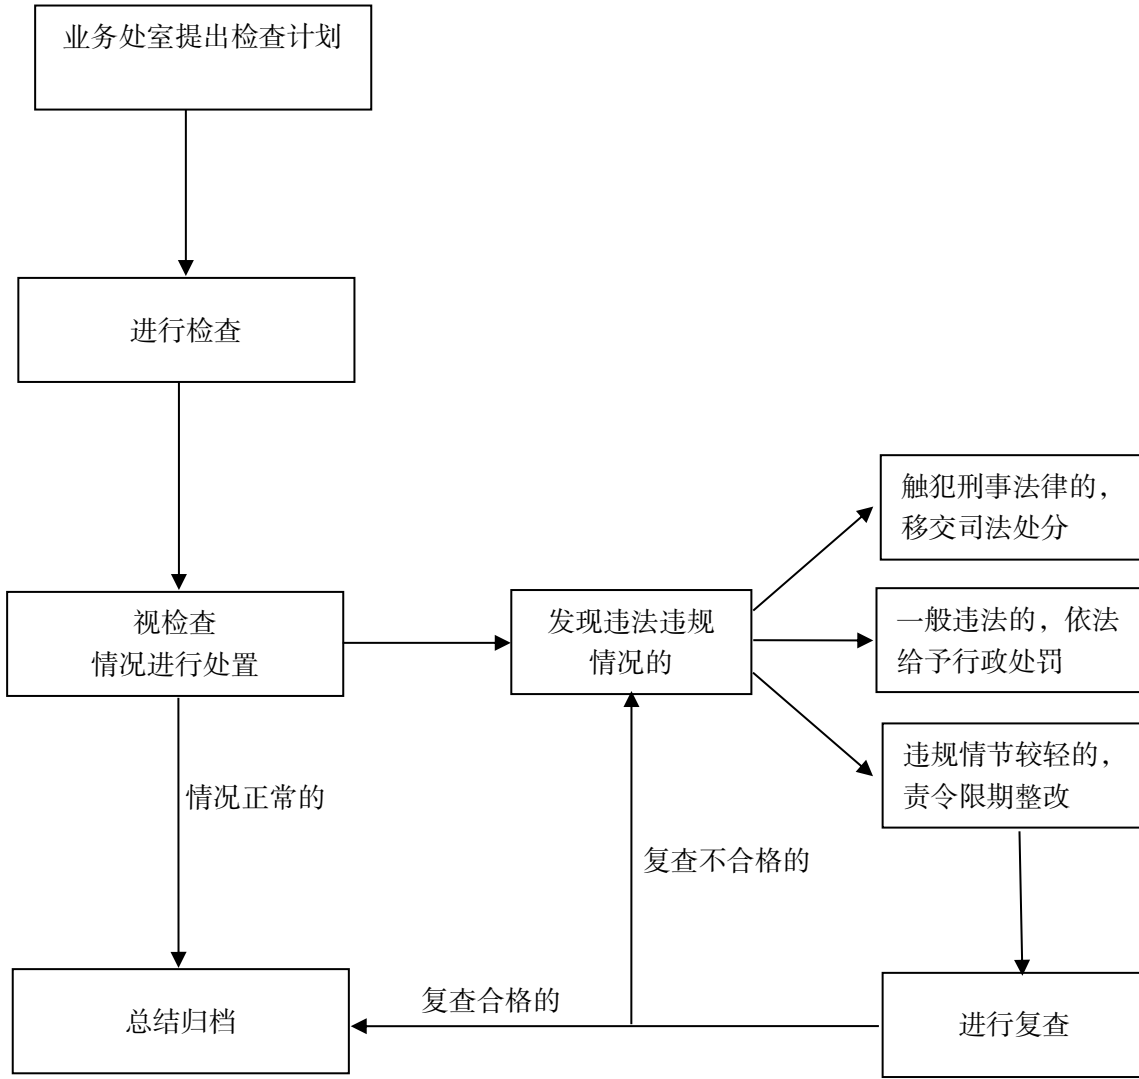 业务处室提出检查计划
进行检查
视检查
情况进行处置
发现违法违规
情况的
触犯刑事法律的，
移交司法处分
一般违法的，依法
给予行政处罚
违规情节较轻的，
责令限期整改
情况正常的
复查不合格的
复查合格的
总结归档
进行复查